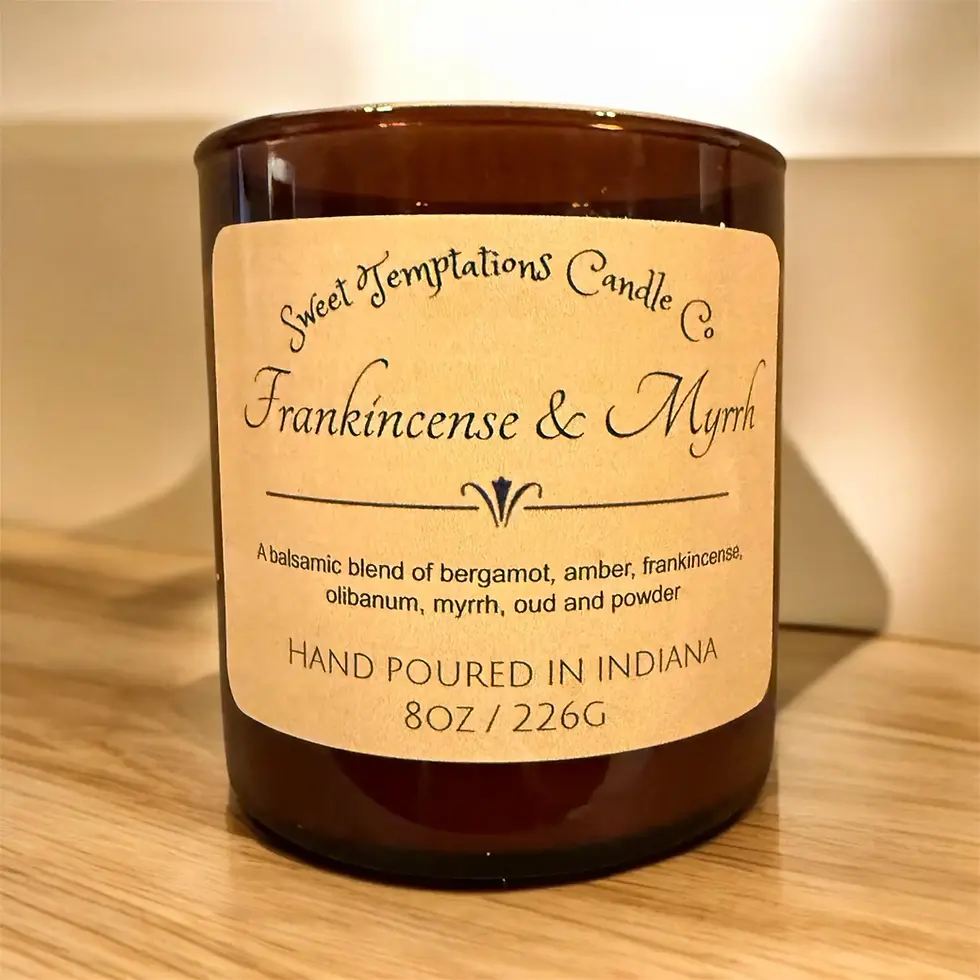 Sweet Temptations Candle Co
Frankincense & Myrrh
A balsamic blend of bergamot, amber, frankincense,
olibanum, myrrh, oud and powder
HAND POURED IN INDIANA
8OZ / 226G